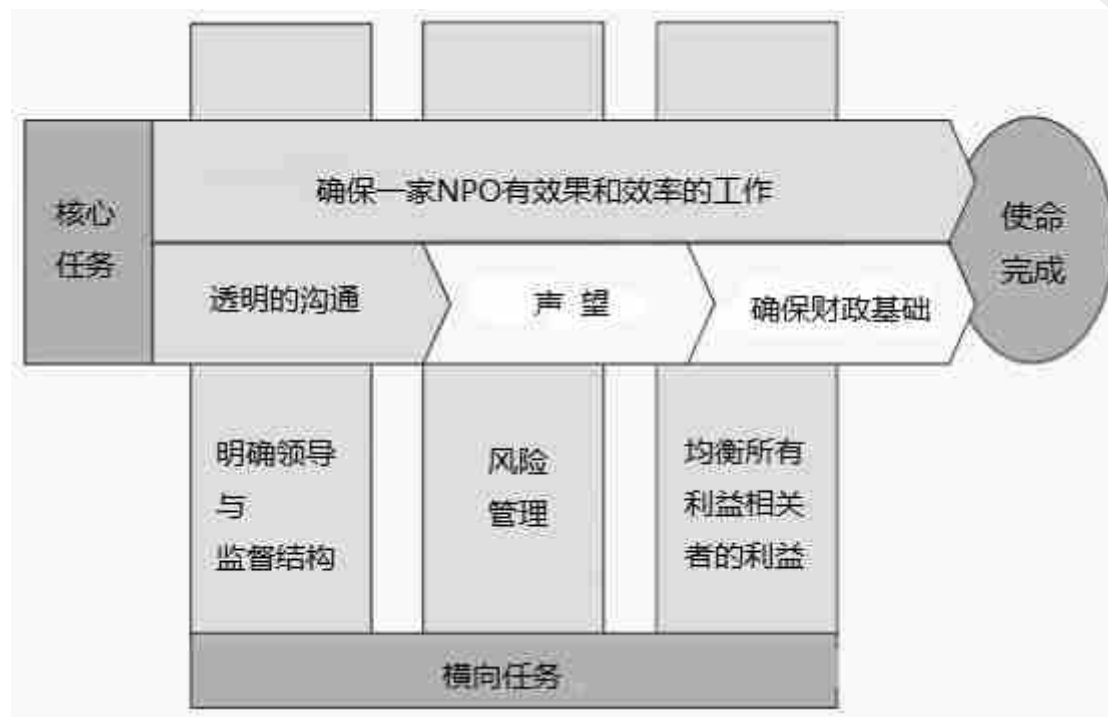 确保一家NPO有效果和效率的工作
核心
任务
使命
完成
透明的沟通
声 望
确保财政基础
明确领导
与
监督结构
风险
管理
均衡所有
利益相关
者的利益
横向任务